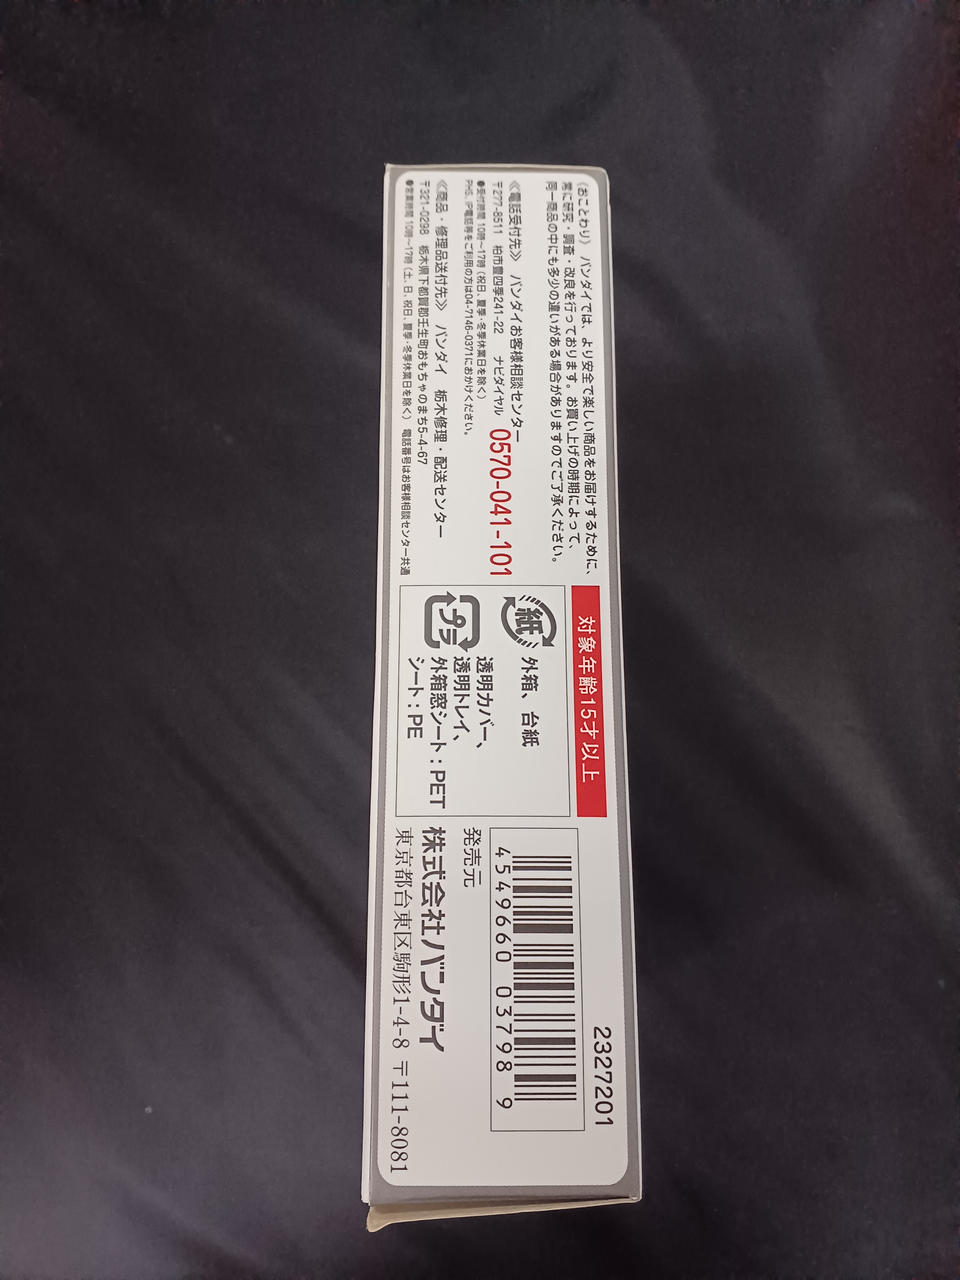 〈おことわり〉 バンダイでは、より安全で楽しい商品をお届けするために、
常に研究・調査・改良を行っております。お買い上げの時期によって、
同一商品の中にも多少の違いがある場合がありますのでご了承ください。
《電話受付先》 バンダイお客様相談センター
〒277-8511 柏市豊四季241-22 ナビダイヤル 0570-041-101
●受付時間 10時〜17時 (祝日、夏季・冬季休業日を除く)
PHS、IP電話等をご利用の方は04-7146-0371におかけください。
《商品・修理品送付先》 バンダイ 栃木修理・配送センター
〒321-0298 栃木県下都賀郡壬生町おもちゃのまち5-4-67
●営業時間 10時〜17時 (土、日、祝日、夏季・冬季休業日を除く) 電話番号はお客様相談センター共通
対象年齢15才以上
紙 外箱、台紙
プラ 透明カバー、
透明トレイ、
外箱窓シート:PET
シート:PE
2327201
4549660 037989
発売元
株式会社バンダイ
東京都台東区駒形1-4-8 〒111-8081